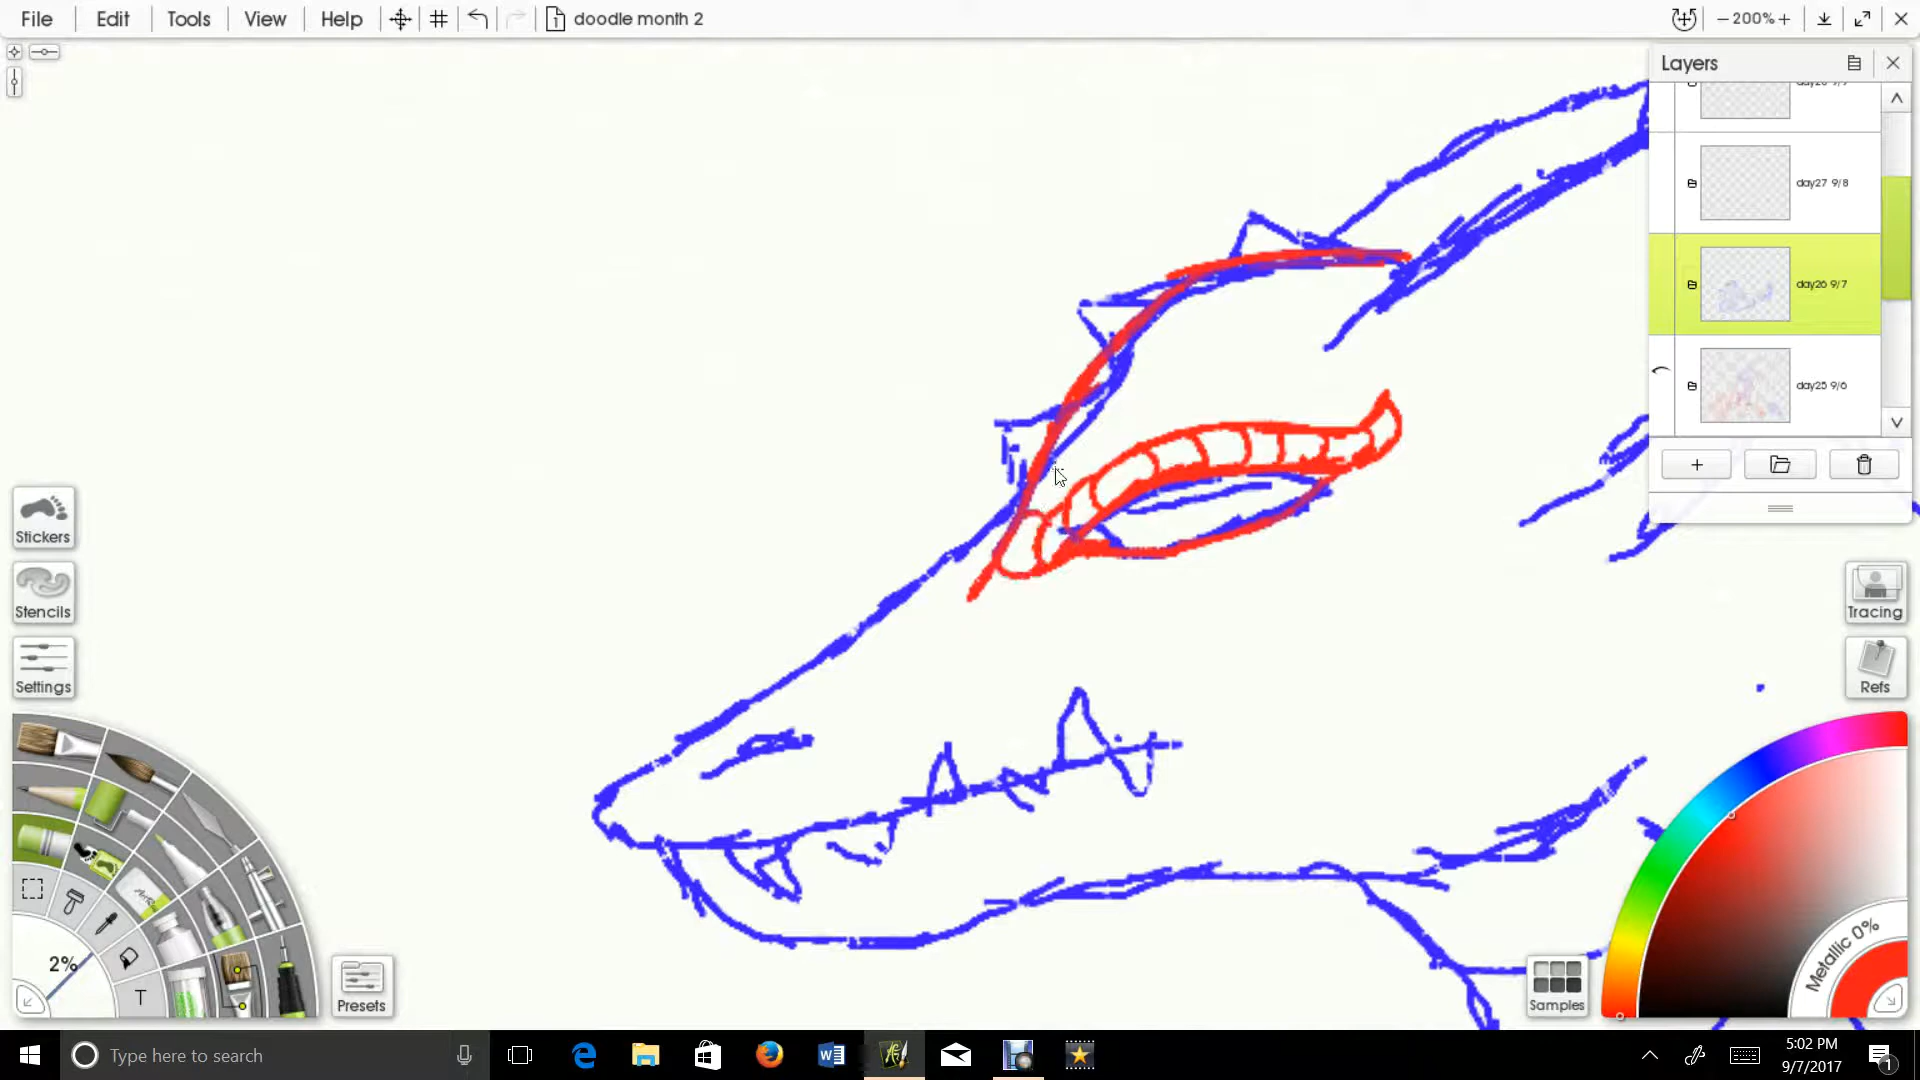 File Edit Tools View Help doodle month 2 −200%+
Layers
day27 9/8
day26 9/7
day25 9/6
Stickers
Stencils
Settings
Tracing
Refs
2%
T
Presets
Samples
Metallic 0%
Type here to search
5:02 PM
9/7/2017
1